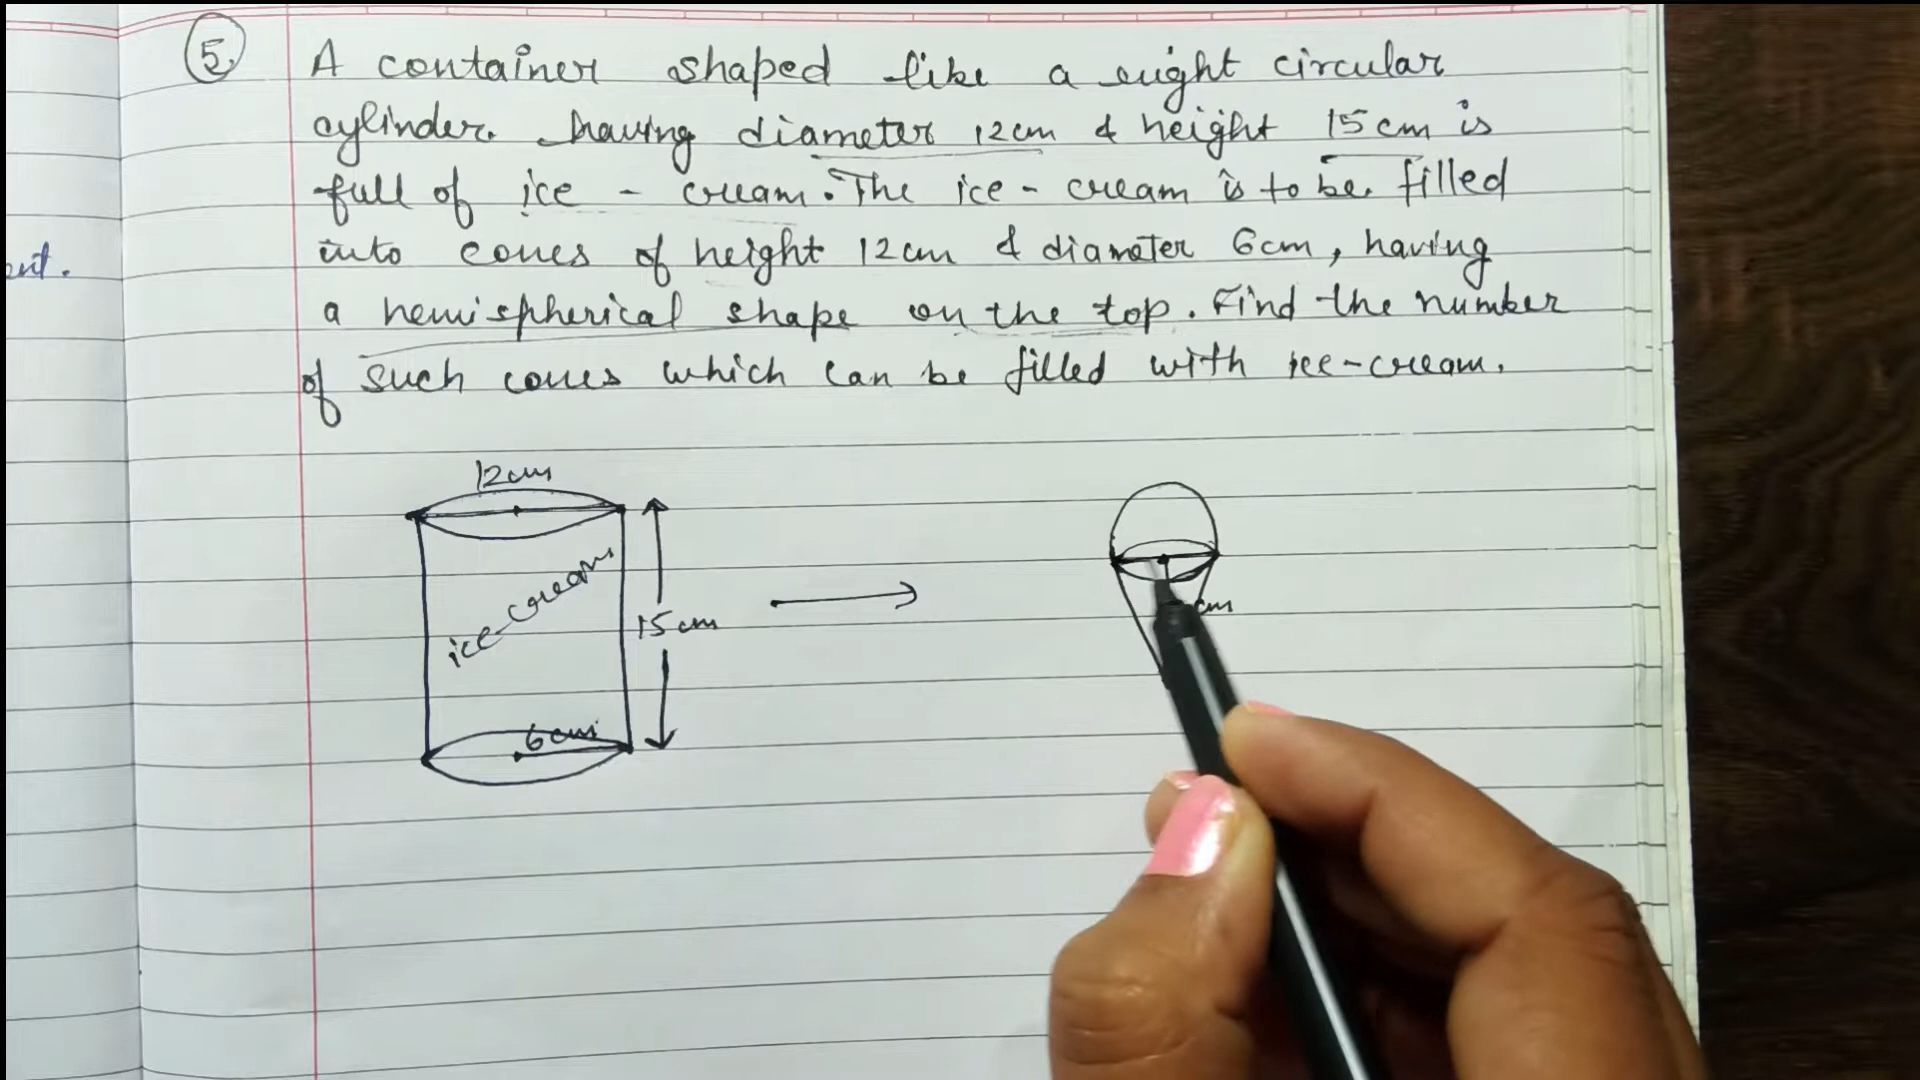 5.
A container shaped like a right circular
cylinder. having diameter 12cm & height 15cm is
full of ice - cream. The ice - cream is to be filled
into cones of height 12cm & diameter 6cm, having
a hemispherical shape on the top. Find the number
of such cones which can be filled with ice-cream.
12cm
ice-cream
15cm
cm
6cm